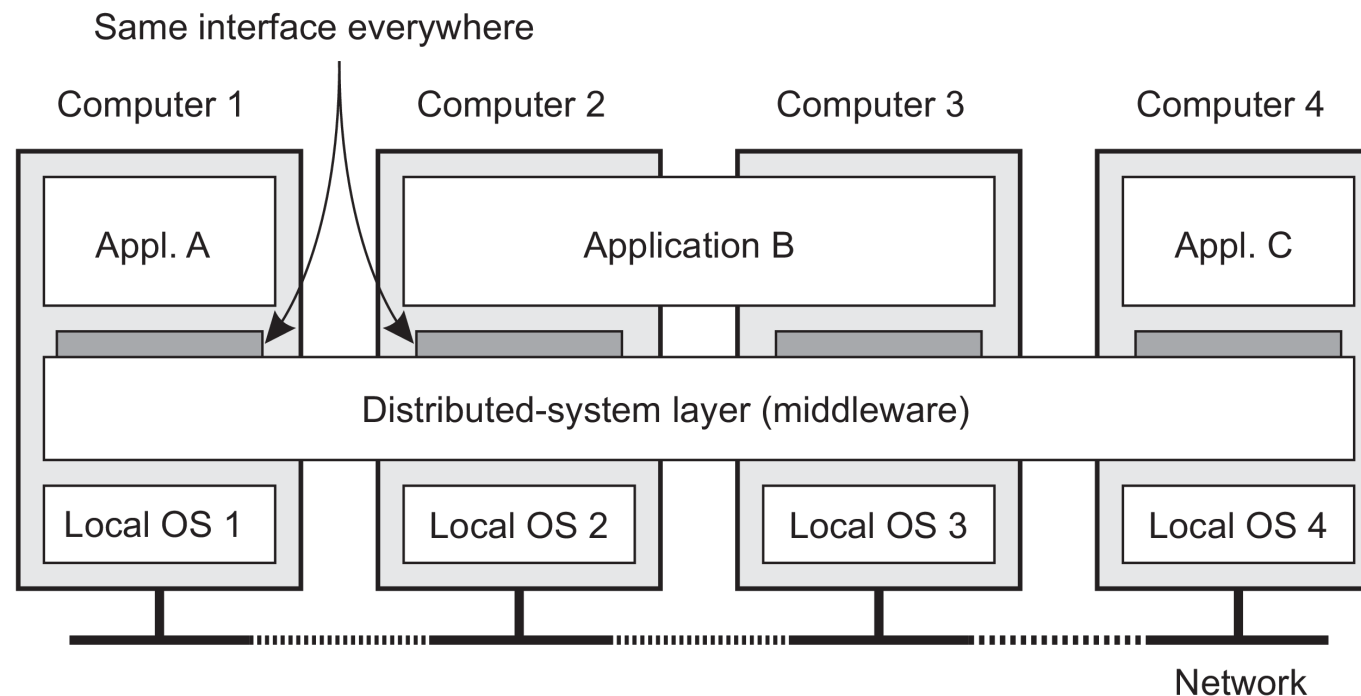 Same interface everywhere
Computer 1
Computer 2
Computer 3
Computer 4
Appl. A
Application B
Appl. C
Distributed-system layer (middleware)
Local OS 1
Local OS 2
Local OS 3
Local OS 4
Network